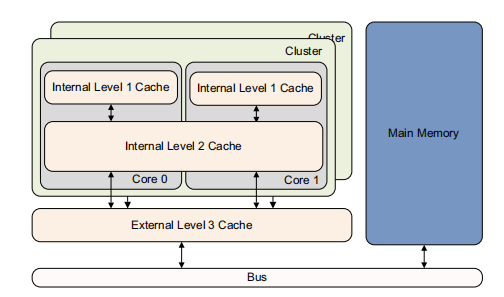 Cluster
Cluster
Internal Level 1 Cache
Internal Level 1 Cache
Main Memory
Internal Level 2 Cache
Core 0
Core 1
External Level 3 Cache
Bus